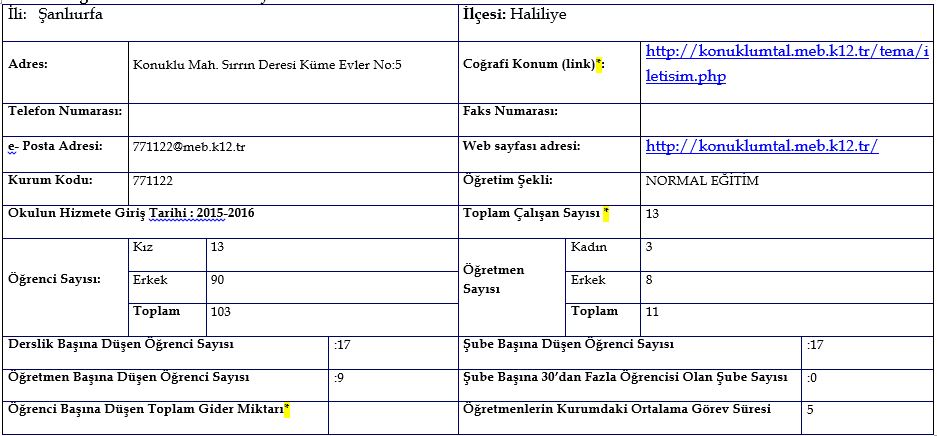 İli: Şanlıurfa
İlçesi: Haliliye
Adres:
Konuklu Mah. Sırrın Deresi Küme Evler No:5
Coğrafi Konum (link)*:
http://konuklumtal.meb.k12.tr/tema/i
letisim.php
Telefon Numarası:
Faks Numarası:
e- Posta Adresi:
771122@meb.k12.tr
Web sayfası adresi:
http://konuklumtal.meb.k12.tr/
Kurum Kodu:
771122
Öğretim Şekli:
NORMAL EĞİTİM
Okulun Hizmete Giriş Tarihi : 2015-2016
Toplam Çalışan Sayısı *
13
Öğrenci Sayısı:
Kız
13
Erkek
90
Toplam
103
Öğretmen
Sayısı
Kadın
3
Erkek
8
Toplam
11
Derslik Başına Düşen Öğrenci Sayısı
:17
Şube Başına Düşen Öğrenci Sayısı
:17
Öğretmen Başına Düşen Öğrenci Sayısı
:9
Şube Başına 30’dan Fazla Öğrencisi Olan Şube Sayısı
:0
Öğrenci Başına Düşen Toplam Gider Miktarı*
Öğretmenlerin Kurumdaki Ortalama Görev Süresi
5